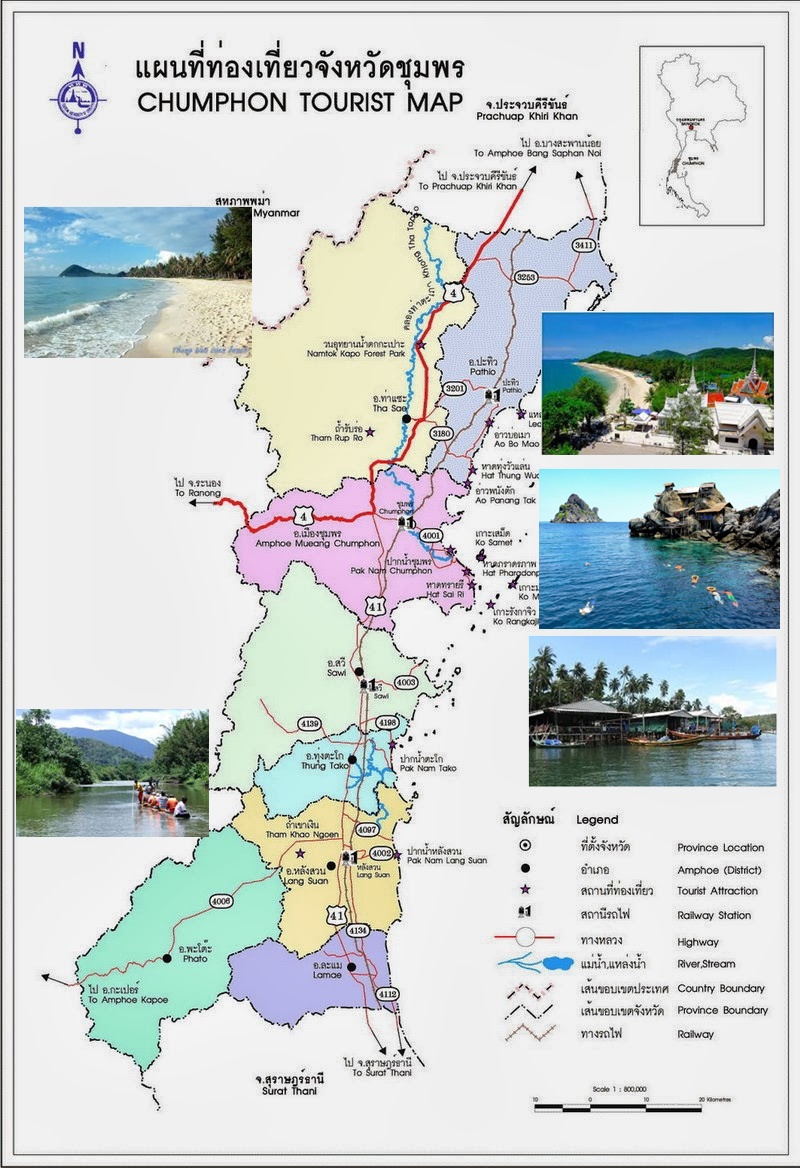 แผนที่ท่องเที่ยวจังหวัดชุมพร
CHUMPHON TOURIST MAP
N
จ.ประจวบคีรีขันธ์
Prachuap Khiri Khan
ไป อ.บางสะพานน้อย
To Amphoe Bang Saphan Noi
ไป จ.ประจวบคีรีขันธ์
To Prachuap Khiri Khan
กรุงเทพมหานคร
BANGKOK
ชุมพร
CHUMPHON
สหภาพพม่า
Myanmar
3411
3253
4
วนอุทยานน้ำตกกะเปาะ
Namtok Kapo Forest Park
อ.ปะทิว
Pathio
ปะทิว
Pathio
3201
อ.ท่าแซะ
Tha Sae
ถ้ำรับร่อ
Tham Rup Ro
3180
อ่าวบ่อเมา
Ao Bo Mao
หาดทุ่งวัวแล่น
Hat Thung Wua
อ่าวพนังตัก
Ao Panang Tak
ไป จ.ระนอง
To Ranong
4
ชุมพร
Chumphon
อ.เมืองชุมพร
Amphoe Mueang Chumphon
4001
เกาะเสม็ด
Ko Samet
ปากน้ำชุมพร
Pak Nam Chumphon
หาดภราดรภาพ
Hat Pharadonp
หาดทรายรี
Hat Sai Ri
เกาะรังกาจิว
Ko Rangkaji
41
อ.สวี
Sawi
สวี
Sawi
4003
4139
4198
อ.ทุ่งตะโก
Thung Tako
ปากน้ำตะโก
Pak Nam Tako
ถ้ำเขาเงิน
Tham Khao Ngoen
4097
4002
ปากน้ำหลังสวน
Pak Nam Lang Suan
อ.หลังสวน
Lang Suan
หลังสวน
Lang Suan
4006
41
4134
อ.พะโต๊ะ
Phato
อ.ละแม
Lamae
4112
ไป อ.กะเปอร์
To Amphoe Kapoe
ไป จ.สุราษฎร์ธานี
To Surat Thani
จ.สุราษฎร์ธานี
Surat Thani
สัญลักษณ์ Legend
ที่ตั้งจังหวัด Province Location
อำเภอ Amphoe (District)
สถานที่ท่องเที่ยว Tourist Attraction
1 สถานีรถไฟ Railway Station
ทางหลวง Highway
แม่น้ำ,แหล่งน้ำ River,Stream
เส้นขอบเขตประเทศ Country Boundary
เส้นขอบเขตจังหวัด Province Boundary
ทางรถไฟ Railway
Scale 1 : 800,000
10 0 10 20 Kilometres